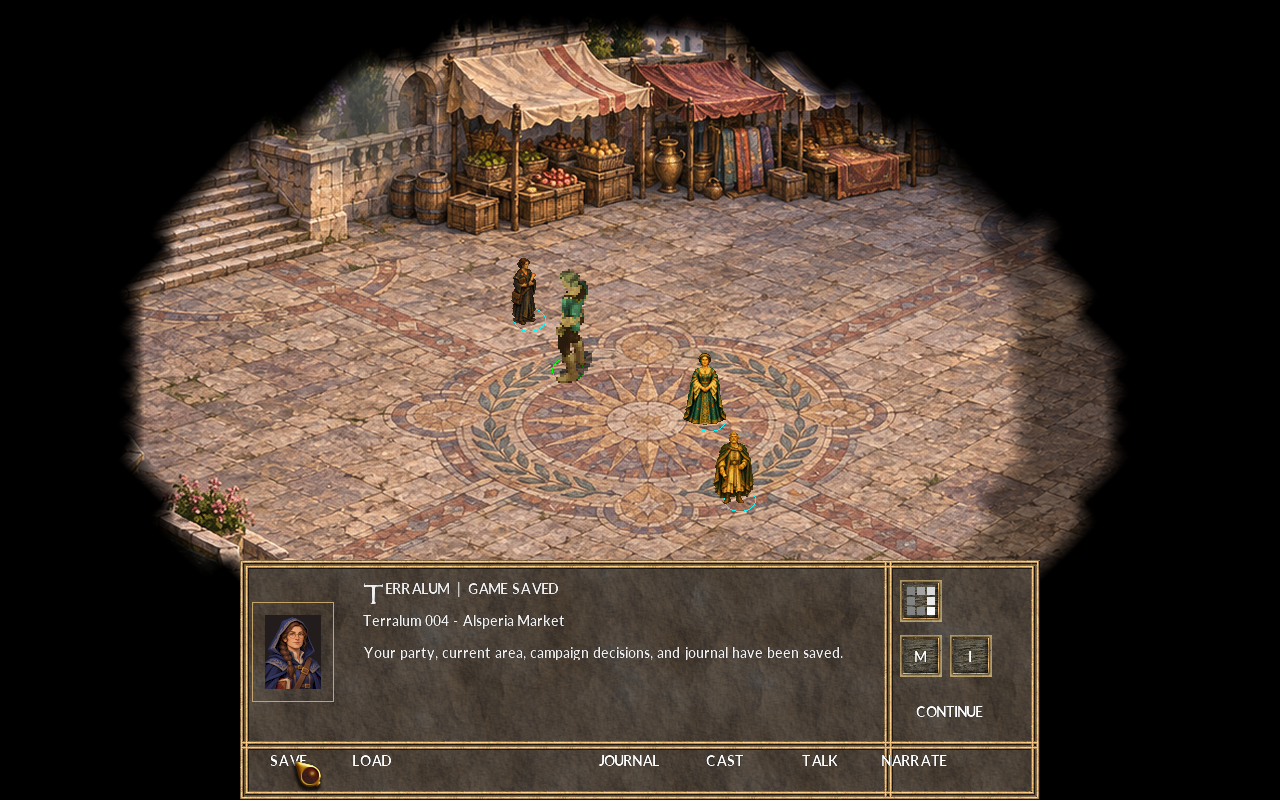 TERRALUM | GAME SAVED
Terralum 004 - Alsperia Market
Your party, current area, campaign decisions, and journal have been saved.
M I
CONTINUE
SAVE LOAD JOURNAL CAST TALK NARRATE